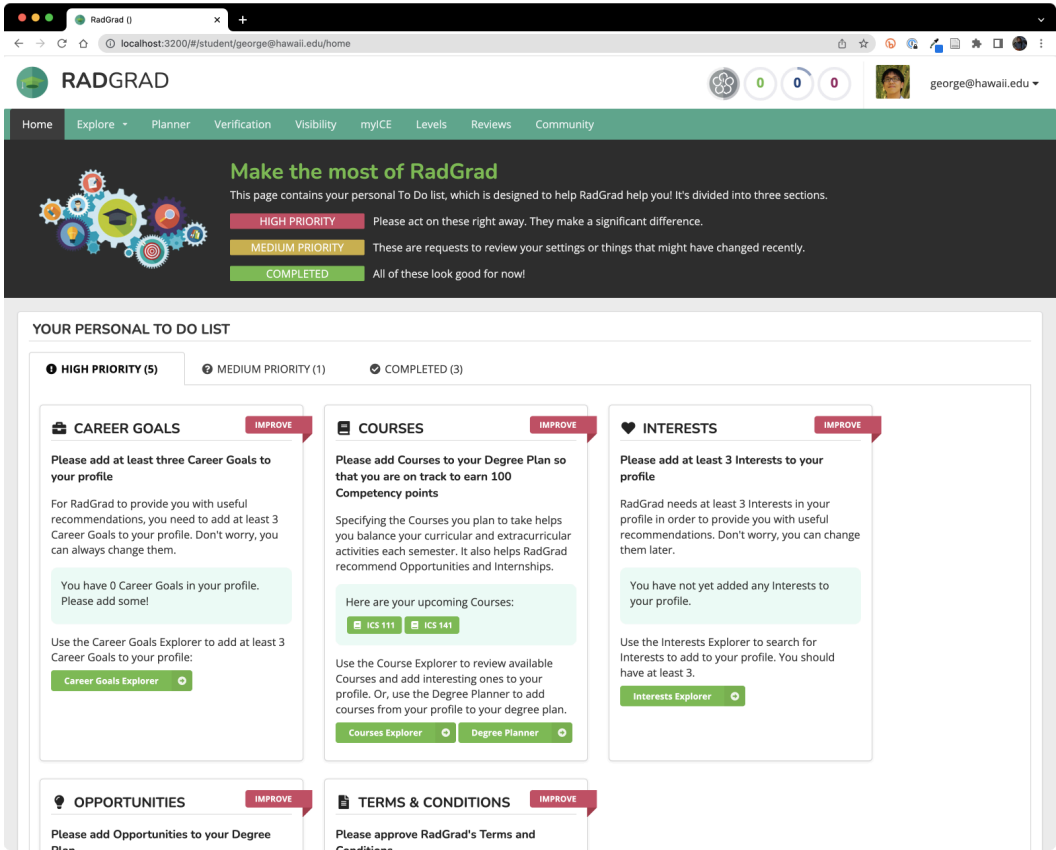 RadGrad ()
localhost:3200/#/student/george@hawaii.edu/home
RADGRAD
0 0 0
george@hawaii.edu
Home Explore Planner Verification Visibility myICE Levels Reviews Community
Make the most of RadGrad
This page contains your personal To Do list, which is designed to help RadGrad help you! It's divided into three sections.
HIGH PRIORITY Please act on these right away. They make a significant difference.
MEDIUM PRIORITY These are requests to review your settings or things that might have changed recently.
COMPLETED All of these look good for now!
YOUR PERSONAL TO DO LIST
HIGH PRIORITY (5) MEDIUM PRIORITY (1) COMPLETED (3)
CAREER GOALS
IMPROVE
Please add at least three Career Goals to
your profile
For RadGrad to provide you with useful
recommendations, you need to add at least 3
Career Goals to your profile. Don't worry, you
can always change them.
You have 0 Career Goals in your profile.
Please add some!
Use the Career Goals Explorer to add at least 3
Career Goals to your profile:
Career Goals Explorer
COURSES
IMPROVE
Please add Courses to your Degree Plan so
that you are on track to earn 100
Competency points
Specifying the Courses you plan to take helps
you balance your curricular and extracurricular
activities each semester. It also helps RadGrad
recommend Opportunities and Internships.
Here are your upcoming Courses:
ICS 111 ICS 141
Use the Course Explorer to review available
Courses and add interesting ones to your
profile. Or, use the Degree Planner to add
courses from your profile to your degree plan.
Courses Explorer Degree Planner
INTERESTS
IMPROVE
Please add at least 3 Interests to your
profile
RadGrad needs at least 3 Interests in your
profile in order to provide you with useful
recommendations. Don't worry, you can change
them later.
You have not yet added any Interests to
your profile.
Use the Interests Explorer to search for
Interests to add to your profile. You should
have at least 3.
Interests Explorer
OPPORTUNITIES
IMPROVE
Please add Opportunities to your Degree
Plan
TERMS & CONDITIONS
IMPROVE
Please approve RadGrad's Terms and
Conditions